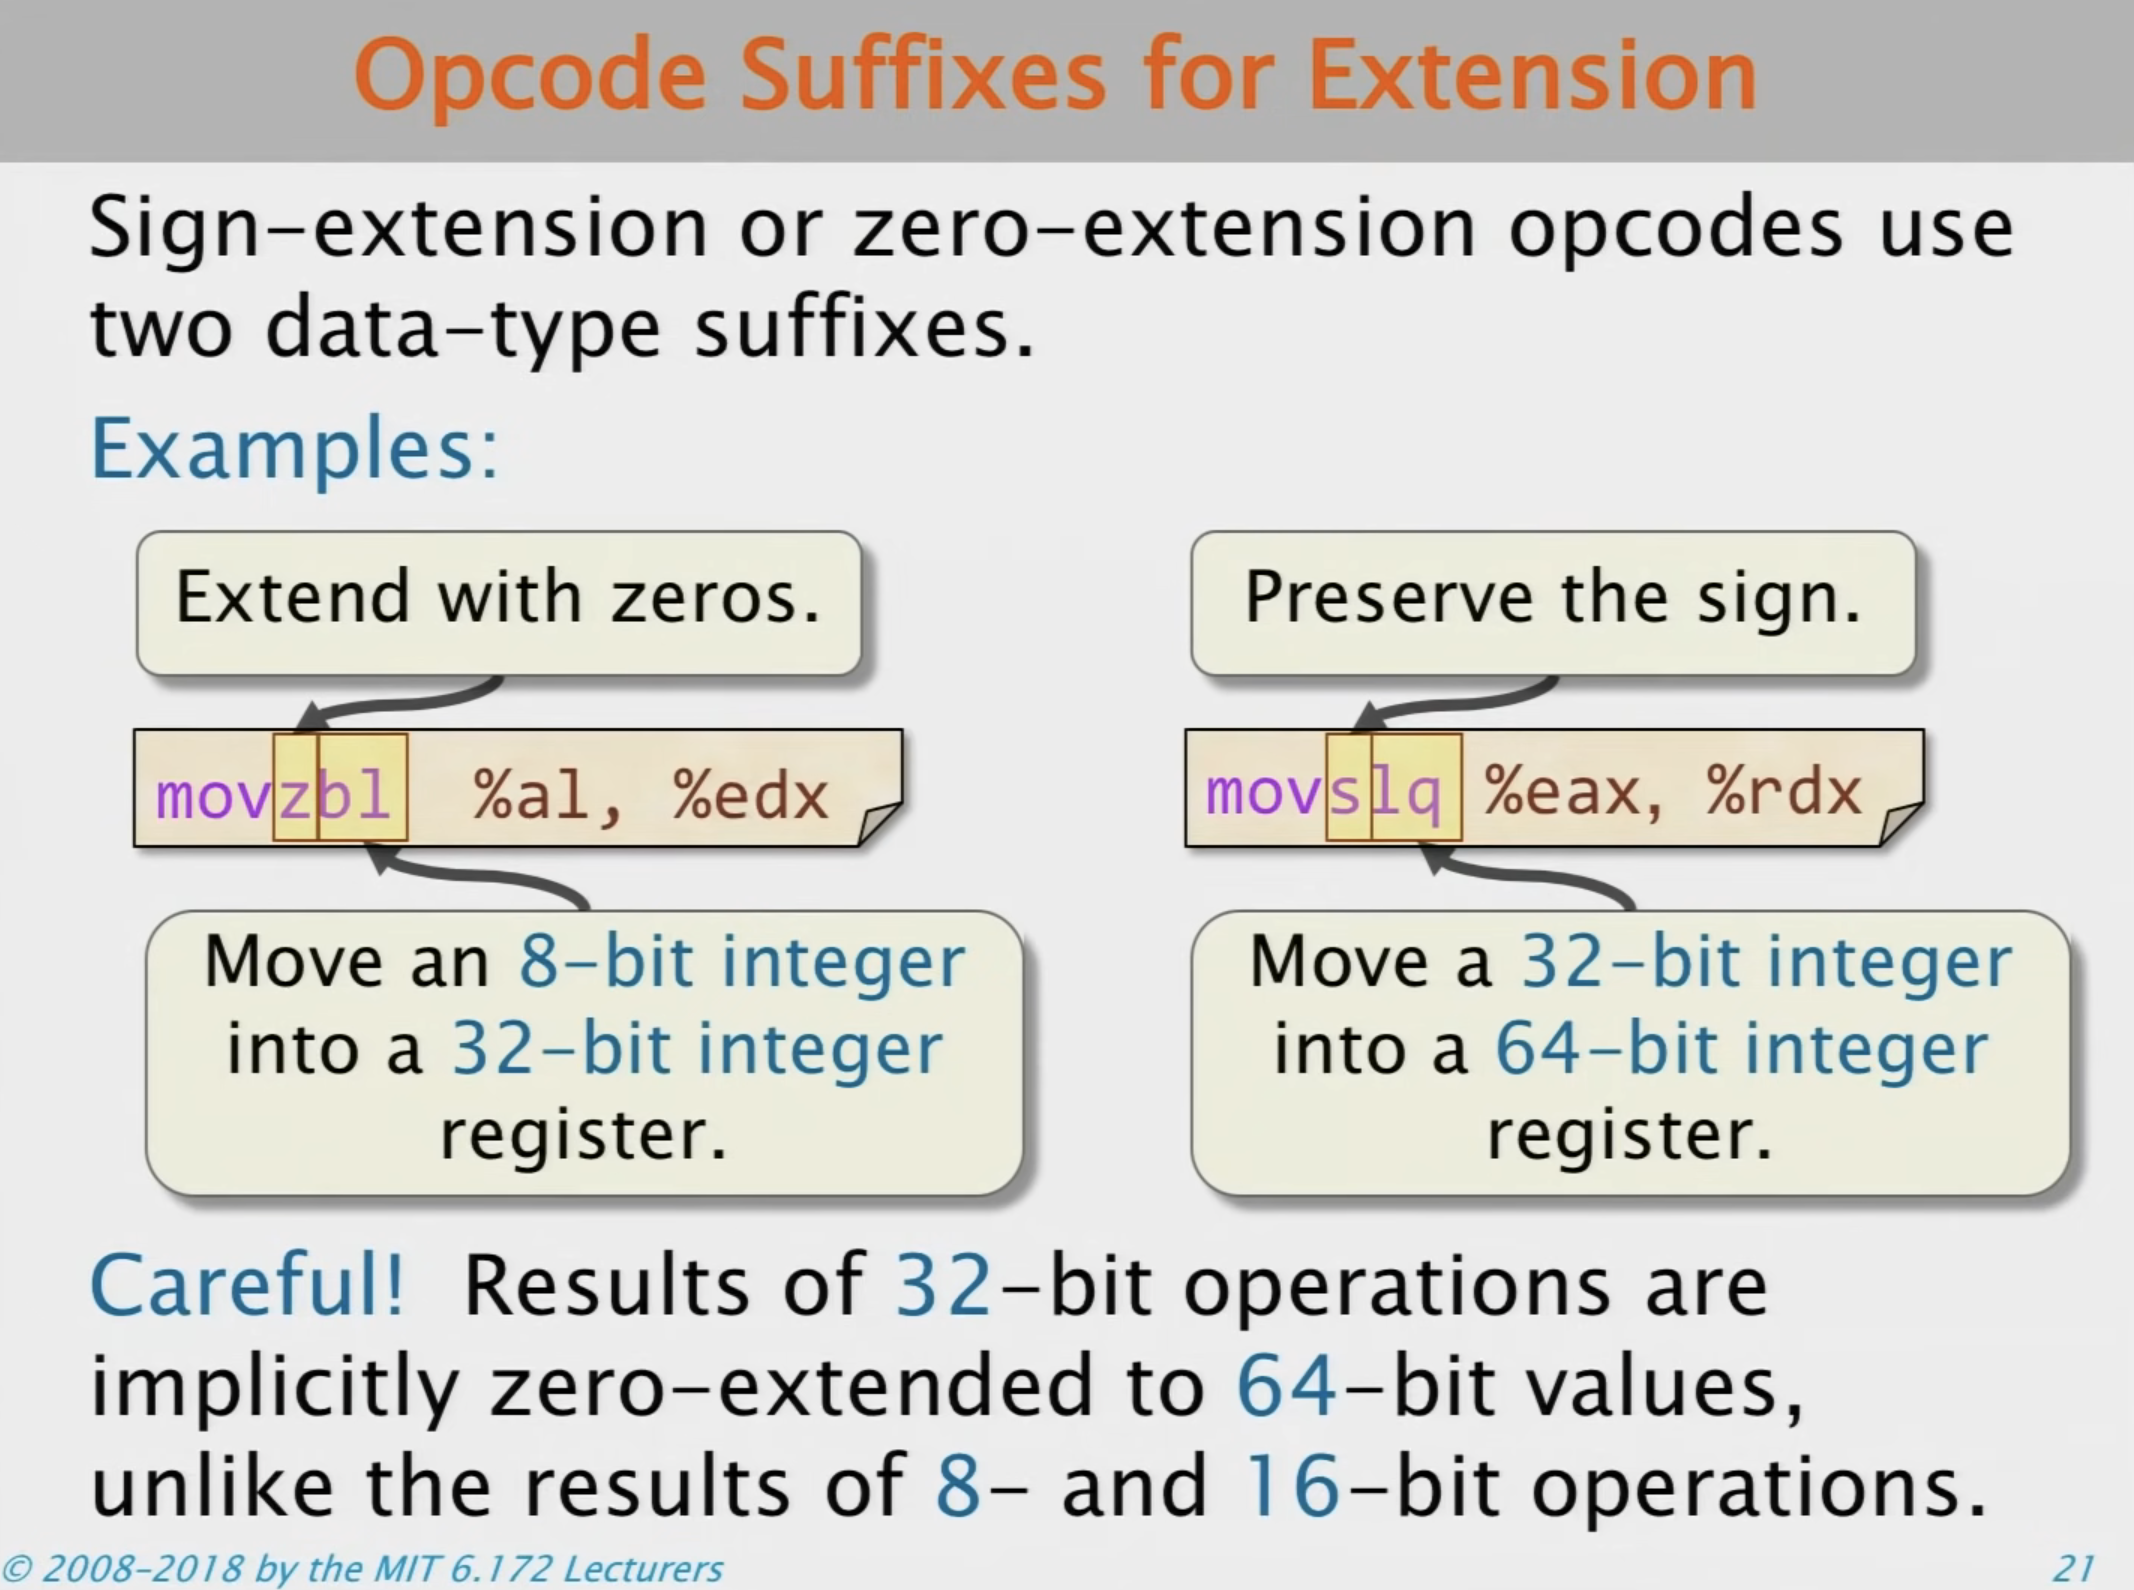 Opcode Suffixes for Extension
Sign-extension or zero-extension opcodes use
two data-type suffixes.
Examples:
Extend with zeros.
movzbl %al, %edx
Move an 8-bit integer
into a 32-bit integer
register.
Preserve the sign.
movslq %eax, %rdx
Move a 32-bit integer
into a 64-bit integer
register.
Careful! Results of 32-bit operations are
implicitly zero-extended to 64-bit values,
unlike the results of 8- and 16-bit operations.
© 2008-2018 by the MIT 6.172 Lecturers
21